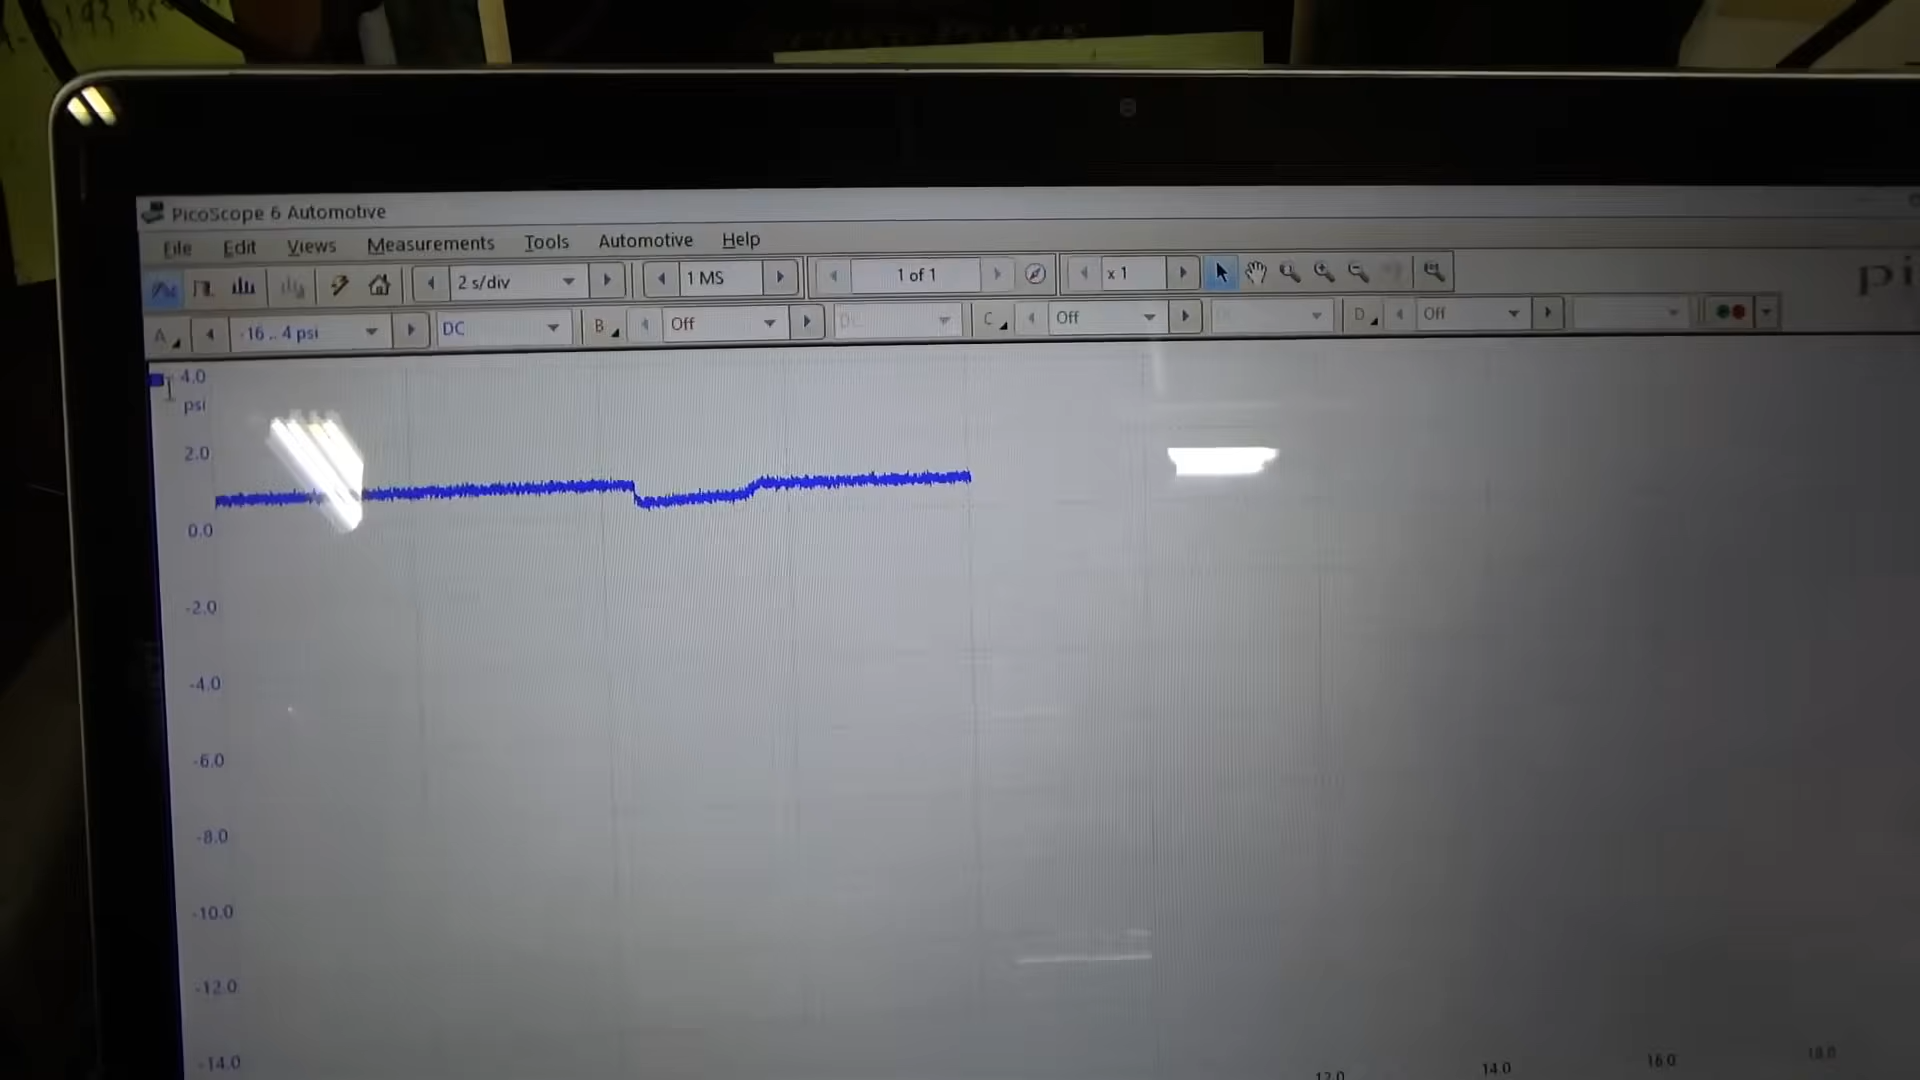 PicoScope 6 Automotive
File Edit Views Measurements Tools Automotive Help
2 s/div 1 MS 1 of 1 x 1
A -16 .. 4 psi DC B Off C Off D Off
4.0
psi
2.0
0.0
-2.0
-4.0
-6.0
-8.0
-10.0
-12.0
-14.0
12.0 14.0 16.0 18.0